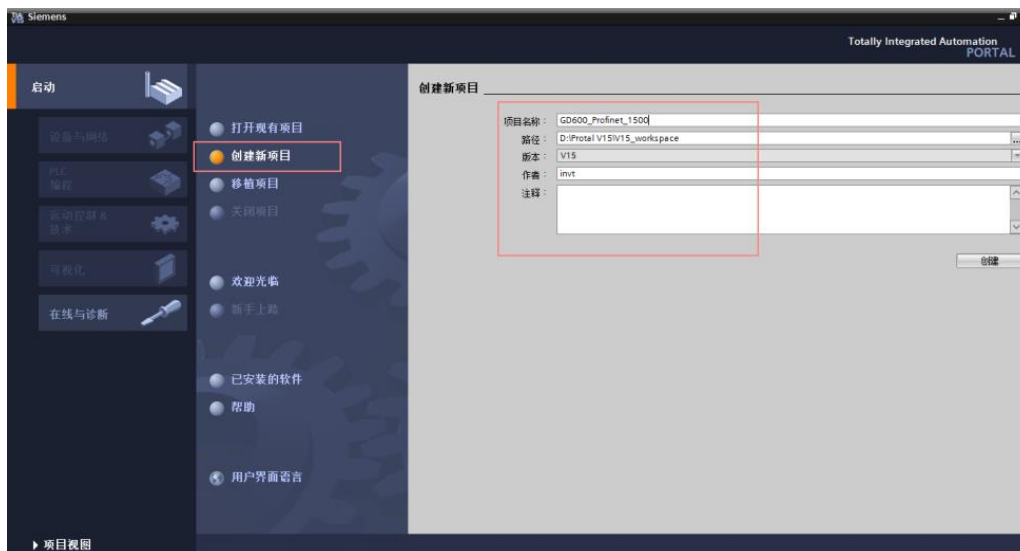 Siemens
Totally Integrated Automation
PORTAL
启动
设备与网络
PLC
编程
运动控制 &
技术
可视化
在线与诊断
打开现有项目
创建新项目
移植项目
关闭项目
欢迎光临
新手上路
已安装的软件
帮助
用户界面语言
创建新项目
项目名称：
GD600_Profinet_1500
路径：
D:\Protal V15\V15_workspace
版本：
V15
作者：
invt
注释：
创建
项目视图